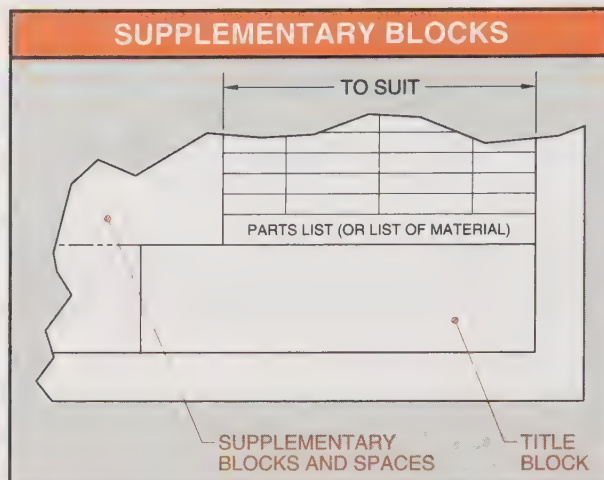 SUPPLEMENTARY BLOCKS
TO SUIT
PARTS LIST (OR LIST OF MATERIAL)
SUPPLEMENTARY
BLOCKS AND SPACES
TITLE
BLOCK